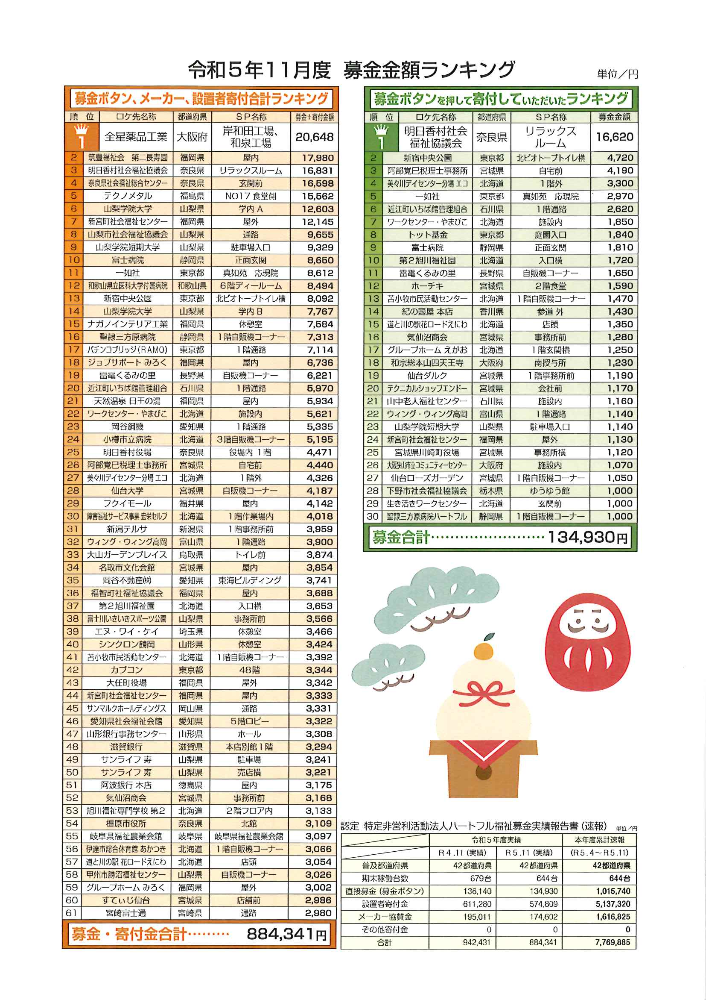 令和5年11月度 募金金額ランキング
単位／円
募金ボタン、メーカー、設置者寄付合計ランキング
順 位 ロケ先名称 都道府県 SP名称 募金＋寄付金額
1 全星薬品工業 大阪府 岸和田工場、和泉工場 20,648
2 筑豊福祉会 第二長寿園 福岡県 屋内 17,980
3 明日香村社会福祉協議会 奈良県 リラックスルーム 16,831
4 奈良県社会福祉総合センター 奈良県 玄関前 16,598
5 テクノメタル 福島県 NO17 食堂側 15,562
6 山梨学院大学 山梨県 学内 A 12,603
7 新宮町社会福祉センター 福岡県 屋外 12,145
8 山梨市社会福祉協議会 山梨県 通路 9,655
9 山梨学院短期大学 山梨県 駐車場入口 9,329
10 富士病院 静岡県 正面玄関 8,650
11 一如社 東京都 真如苑 応現院 8,612
12 和歌山県立医科大学付属病院 和歌山県 6階ディールーム 8,494
13 新宿中央公園 東京都 北ビオトープトイレ横 8,092
14 山梨学院大学 山梨県 学内 B 7,767
15 ナガノインテリア工業 福岡県 休憩室 7,584
16 聖隷三方原病院 静岡県 1階自販機コーナー 7,313
17 パチンコブリッジ(RAMO) 東京都 1階通路 7,114
18 ジョブサポート みろく 福岡県 屋内 6,736
19 雷電くるみの里 長野県 自販機コーナー 6,221
20 近江町いちば館管理組合 石川県 1階通路 5,970
21 天然温泉 日王の湯 福岡県 屋内 5,934
22 ワークセンター・やまびこ 北海道 施設内 5,621
23 岡谷鋼機 愛知県 1階通路 5,335
24 小樽市立病院 北海道 3階自販機コーナー 5,195
25 明日香村役場 奈良県 役場内 1階 4,471
26 阿部覚巳税理士事務所 宮城県 自宅前 4,440
27 美々川デイセンター分場 エコ 北海道 1階外 4,326
28 仙台大学 宮城県 自販機コーナー 4,187
29 フクイモール 福井県 屋内 4,142
30 障害福祉サービス事業 宏栄セルプ 北海道 1階作業場内 4,018
31 新潟テルサ 新潟県 1階事務所前 3,959
32 ウィング・ウィング高岡 富山県 1階通路 3,900
33 大山ガーデンプレイス 鳥取県 トイレ前 3,874
34 名取市文化会館 宮城県 屋内 3,854
35 岡谷不動産㈱ 愛知県 東海ビルディング 3,741
36 福智町社福祉協議会 福岡県 屋内 3,688
37 第2旭川福祉園 北海道 入口横 3,653
38 富士川いきいきスポーツ公園 山梨県 事務所前 3,566
39 エヌ・ワイ・ケイ 埼玉県 休憩室 3,466
40 シンクロン鶴岡 山形県 休憩室 3,424
41 苫小牧市民活動センター 北海道 1階自販機コーナー 3,392
42 カプコン 東京都 48階 3,344
43 大任町役場 福岡県 屋外 3,342
44 新宮町社会福祉センター 福岡県 屋内 3,333
45 サンマルクホールディングス 岡山県 通路 3,331
46 愛知県社会福祉会館 愛知県 5階ロビー 3,322
47 山形銀行事務センター 山形県 ホール 3,308
48 滋賀銀行 滋賀県 本店別館1階 3,294
49 サンライフ 寿 山梨県 駐車場 3,241
50 サンライフ 寿 山梨県 売店横 3,221
51 阿波銀行 本店 徳島県 屋内 3,175
52 気仙沼商会 宮城県 事務所前 3,168
53 旭川福祉専門学校 第2 北海道 2階フロア内 3,133
54 橿原市役所 奈良県 北館 3,109
55 岐阜県福祉農業会館 岐阜県 岐阜県福祉農業会館 3,097
56 伊達市総合体育館 あかつき 北海道 1階自販機コーナー 3,066
57 道と川の駅 花ロードえにわ 北海道 店頭 3,054
58 甲州市勝沼福祉センター 山梨県 自販機コーナー 3,026
59 グループホーム みろく 福岡県 屋外 3,002
60 すてぃじ仙台 宮城県 店舗前 2,986
61 宮崎富士通 宮崎県 通路 2,980
募金・寄付金合計……… 884,341円
募金ボタンを押して寄付していただいたランキング
順 位 ロケ先名称 都道府県 SP名称 募金金額
1 明日香村社会福祉協議会 奈良県 リラックスルーム 16,620
2 新宿中央公園 東京都 北ビオトープトイレ横 4,720
3 阿部覚巳税理士事務所 宮城県 自宅前 4,190
4 美々川デイセンター分場 エコ 北海道 1階外 3,300
5 一如社 東京都 真如苑 応現院 2,970
6 近江町いちば館管理組合 石川県 1階通路 2,620
7 ワークセンター・やまびこ 北海道 施設内 1,850
8 トット基金 東京都 庭園入口 1,840
9 富士病院 静岡県 正面玄関 1,810
10 第2旭川福祉園 北海道 入口横 1,720
11 雷電くるみの里 長野県 自販機コーナー 1,650
12 ホーチキ 宮城県 2階食堂 1,590
13 苫小牧市民活動センター 北海道 1階自販機コーナー 1,470
14 紀の國屋 本店 香川県 参道 外 1,430
15 道と川の駅花ロードえにわ 北海道 店頭 1,350
16 気仙沼商会 宮城県 事務所前 1,280
17 グループホーム えがお 北海道 1階玄関横 1,250
18 和宗総本山四天王寺 大阪府 南授与所 1,230
19 仙台ダルク 宮城県 1階事務所前 1,190
20 テクニカルショップエンドー 宮城県 会社前 1,170
21 山中老人福祉センター 石川県 施設内 1,160
22 ウィング・ウィング高岡 富山県 1階通路 1,140
23 山梨学院短期大学 山梨県 駐車場入口 1,140
24 新宮町社会福祉センター 福岡県 屋外 1,130
25 宮城県川崎町役場 宮城県 事務所横 1,120
26 大阪狭山市立コミュニティーセンター 大阪府 施設内 1,070
27 仙台ローズガーデン 宮城県 1階自販機コーナー 1,050
28 下野市社会福祉協議会 栃木県 ゆうゆう館 1,000
29 生き活きワークセンター 北海道 玄関前 1,000
30 聖隷三方原病院ハートフル 静岡県 1階自販機コーナー 1,000
募金合計…………………… 134,930円
認定 特定非営利活動法人ハートフル福祉募金実績報告書（速報） 単位／円
令和5年度実績 本年度累計速報
R4.11（実績） R5.11（実績） (R5.4～R5.11)
普及都道府県 42都道府県 42都道府県 42都道府県
期末稼働台数 679台 644台 644台
直接募金（募金ボタン） 136,140 134,930 1,015,740
設置者寄付金 611,280 574,809 5,137,320
メーカー協賛金 195,011 174,602 1,616,825
その他寄付金 0 0 0
合計 942,431 884,341 7,769,885